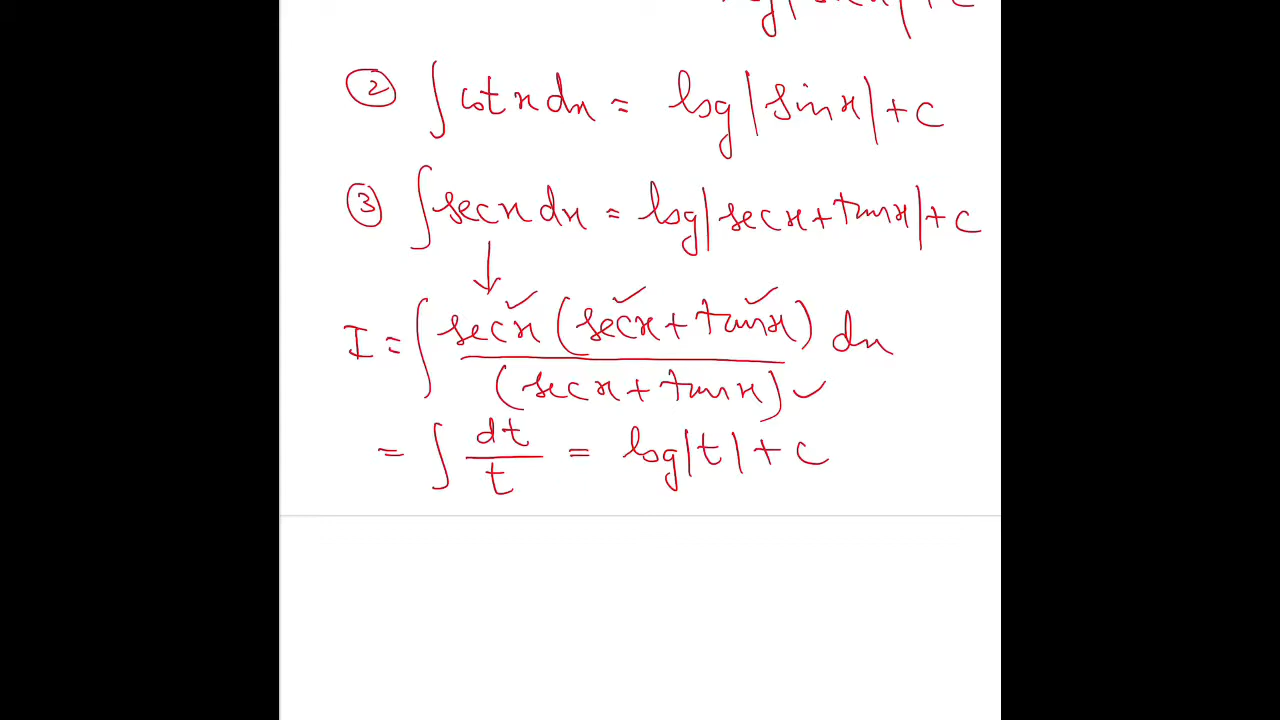 ② ∫ cot x dx = log|sin x| + c
③ ∫ sec x dx = log|sec x + tan x| + c
I = ∫ sec x (sec x + tan x) / (sec x + tan x) dx
= ∫ dt/t = log|t| + c